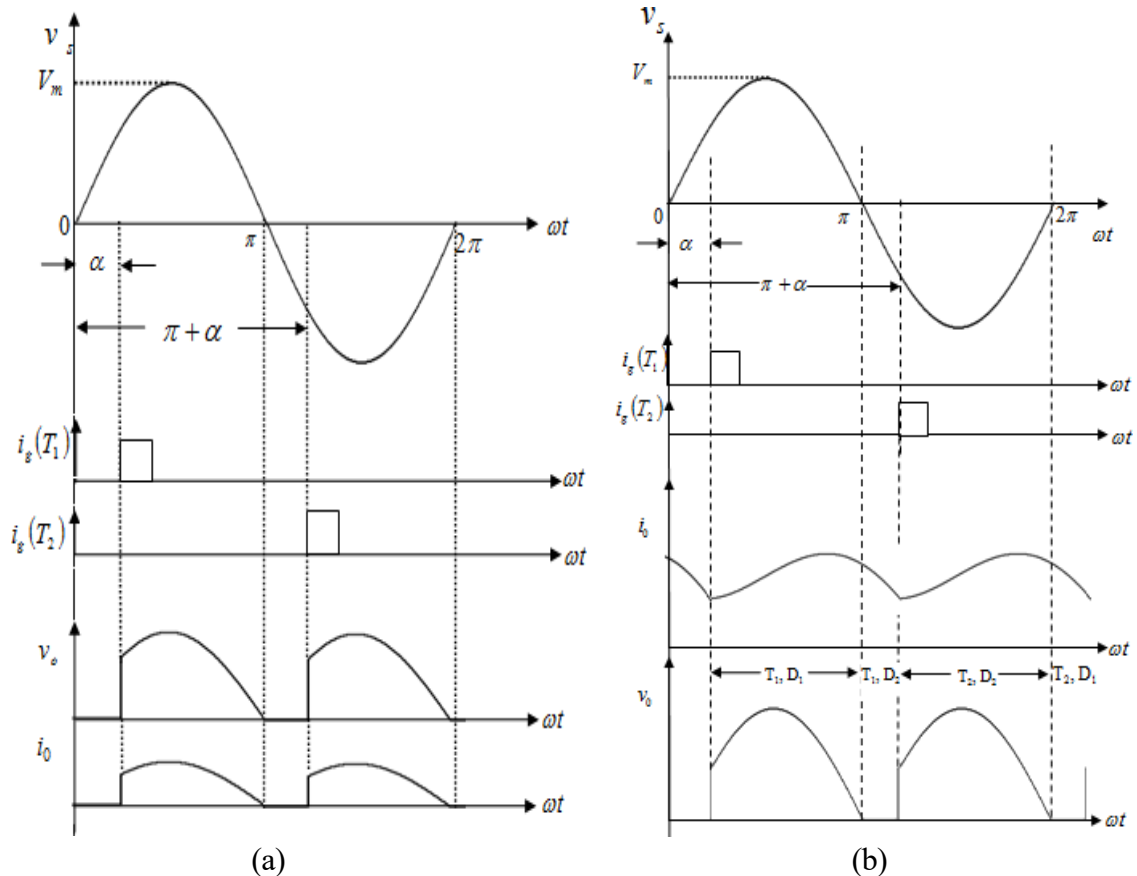 v_s
V_m
0
π
2π
ωt
α
π + α
i_g(T_1)
ωt
i_g(T_2)
ωt
v_o
ωt
i_0
ωt
(a)
v_s
V_m
0
π
2π
ωt
α
π + α
i_g(T_1)
ωt
i_g(T_2)
ωt
i_0
ωt
T_1, D_1 T_1, D_2 T_2, D_2 T_2, D_1
v_0
ωt
(b)